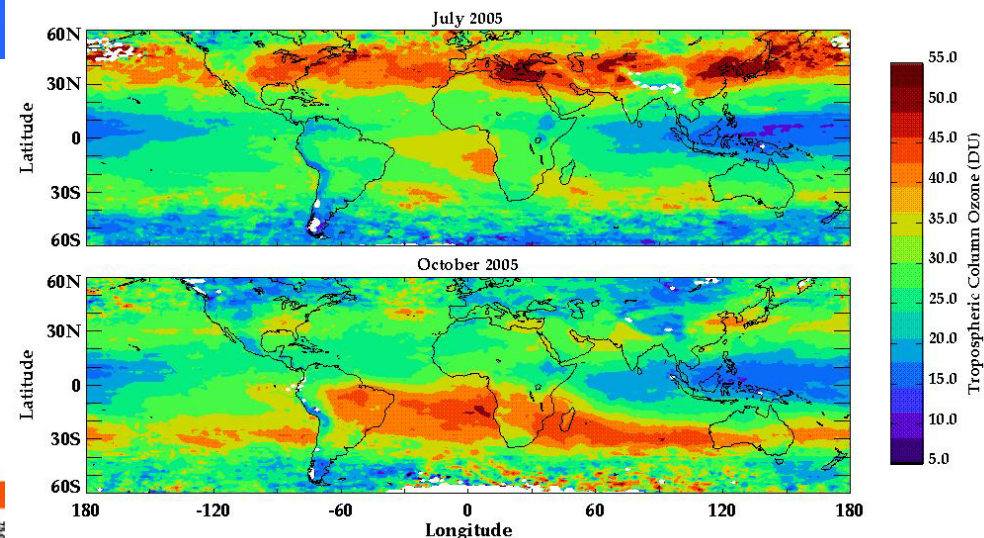 July 2005
60N
30N
0
30S
60S
Latitude
October 2005
60N
30N
0
30S
60S
Latitude
180 -120 -60 0 60 120 180
Longitude
55.0
50.0
45.0
40.0
35.0
30.0
25.0
20.0
15.0
10.0
5.0
Tropospheric Column Ozone (DU)